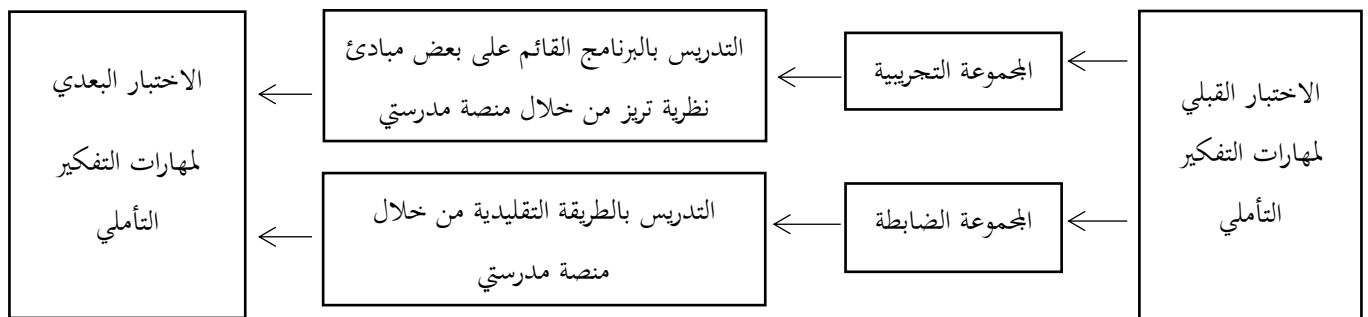 الاختبار القبلي
لمهارات التفكير
التأملي
المجموعة التجريبية
التدريس بالبرنامج القائم على بعض مبادئ
نظرية تريز من خلال منصة مدرستي
المجموعة الضابطة
التدريس بالطريقة التقليدية من خلال
منصة مدرستي
الاختبار البعدي
لمهارات التفكير
التأملي